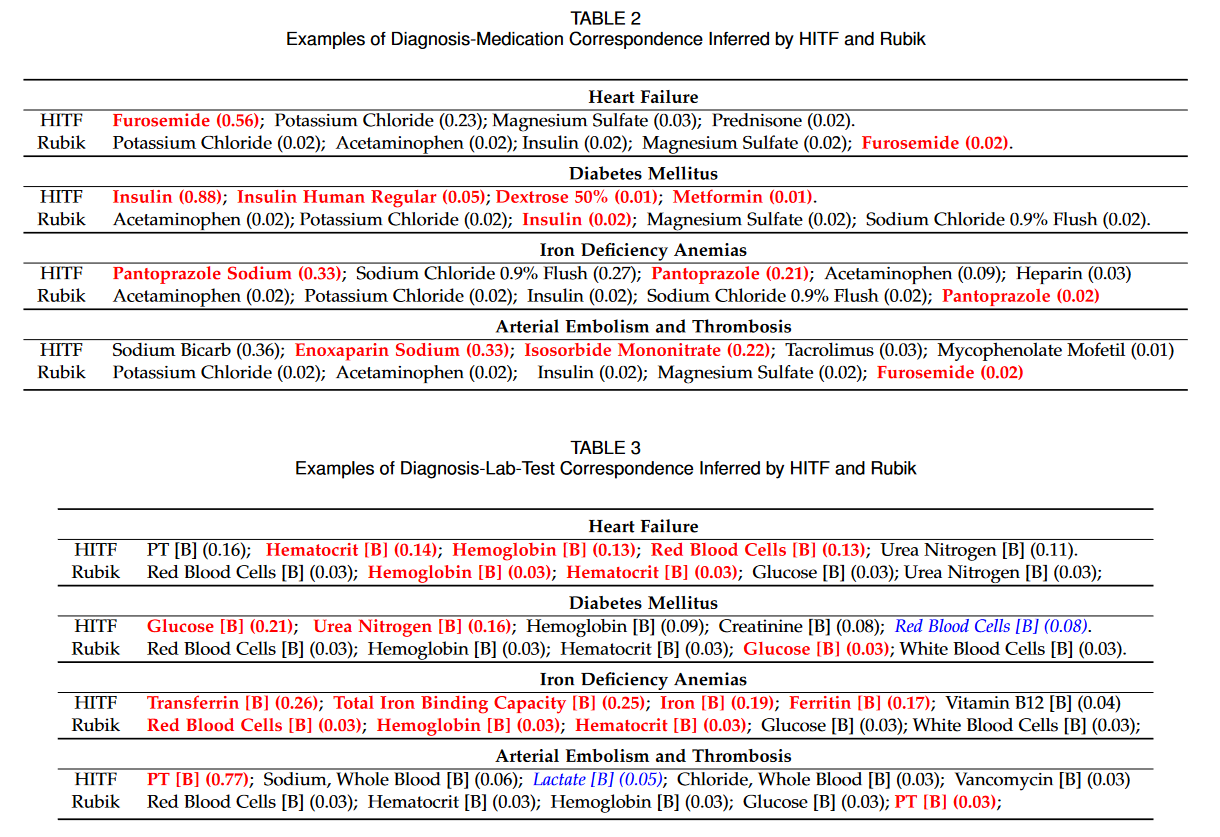 TABLE 2
Examples of Diagnosis-Medication Correspondence Inferred by HITF and Rubik
Heart Failure
HITF Furosemide (0.56); Potassium Chloride (0.23); Magnesium Sulfate (0.03); Prednisone (0.02).
Rubik Potassium Chloride (0.02); Acetaminophen (0.02); Insulin (0.02); Magnesium Sulfate (0.02); Furosemide (0.02).
Diabetes Mellitus
HITF Insulin (0.88); Insulin Human Regular (0.05); Dextrose 50% (0.01); Metformin (0.01).
Rubik Acetaminophen (0.02); Potassium Chloride (0.02); Insulin (0.02); Magnesium Sulfate (0.02); Sodium Chloride 0.9% Flush (0.02).
Iron Deficiency Anemias
HITF Pantoprazole Sodium (0.33); Sodium Chloride 0.9% Flush (0.27); Pantoprazole (0.21); Acetaminophen (0.09); Heparin (0.03)
Rubik Acetaminophen (0.02); Potassium Chloride (0.02); Insulin (0.02); Sodium Chloride 0.9% Flush (0.02); Pantoprazole (0.02)
Arterial Embolism and Thrombosis
HITF Sodium Bicarb (0.36); Enoxaparin Sodium (0.33); Isosorbide Mononitrate (0.22); Tacrolimus (0.03); Mycophenolate Mofetil (0.01)
Rubik Potassium Chloride (0.02); Acetaminophen (0.02); Insulin (0.02); Magnesium Sulfate (0.02); Furosemide (0.02)
TABLE 3
Examples of Diagnosis-Lab-Test Correspondence Inferred by HITF and Rubik
Heart Failure
HITF PT [B] (0.16); Hematocrit [B] (0.14); Hemoglobin [B] (0.13); Red Blood Cells [B] (0.13); Urea Nitrogen [B] (0.11).
Rubik Red Blood Cells [B] (0.03); Hemoglobin [B] (0.03); Hematocrit [B] (0.03); Glucose [B] (0.03); Urea Nitrogen [B] (0.03);
Diabetes Mellitus
HITF Glucose [B] (0.21); Urea Nitrogen [B] (0.16); Hemoglobin [B] (0.09); Creatinine [B] (0.08); Red Blood Cells [B] (0.08).
Rubik Red Blood Cells [B] (0.03); Hemoglobin [B] (0.03); Hematocrit [B] (0.03); Glucose [B] (0.03); White Blood Cells [B] (0.03).
Iron Deficiency Anemias
HITF Transferrin [B] (0.26); Total Iron Binding Capacity [B] (0.25); Iron [B] (0.19); Ferritin [B] (0.17); Vitamin B12 [B] (0.04)
Rubik Red Blood Cells [B] (0.03); Hemoglobin [B] (0.03); Hematocrit [B] (0.03); Glucose [B] (0.03); White Blood Cells [B] (0.03);
Arterial Embolism and Thrombosis
HITF PT [B] (0.77); Sodium, Whole Blood [B] (0.06); Lactate [B] (0.05); Chloride, Whole Blood [B] (0.03); Vancomycin [B] (0.03)
Rubik Red Blood Cells [B] (0.03); Hematocrit [B] (0.03); Hemoglobin [B] (0.03); Glucose [B] (0.03); PT [B] (0.03);